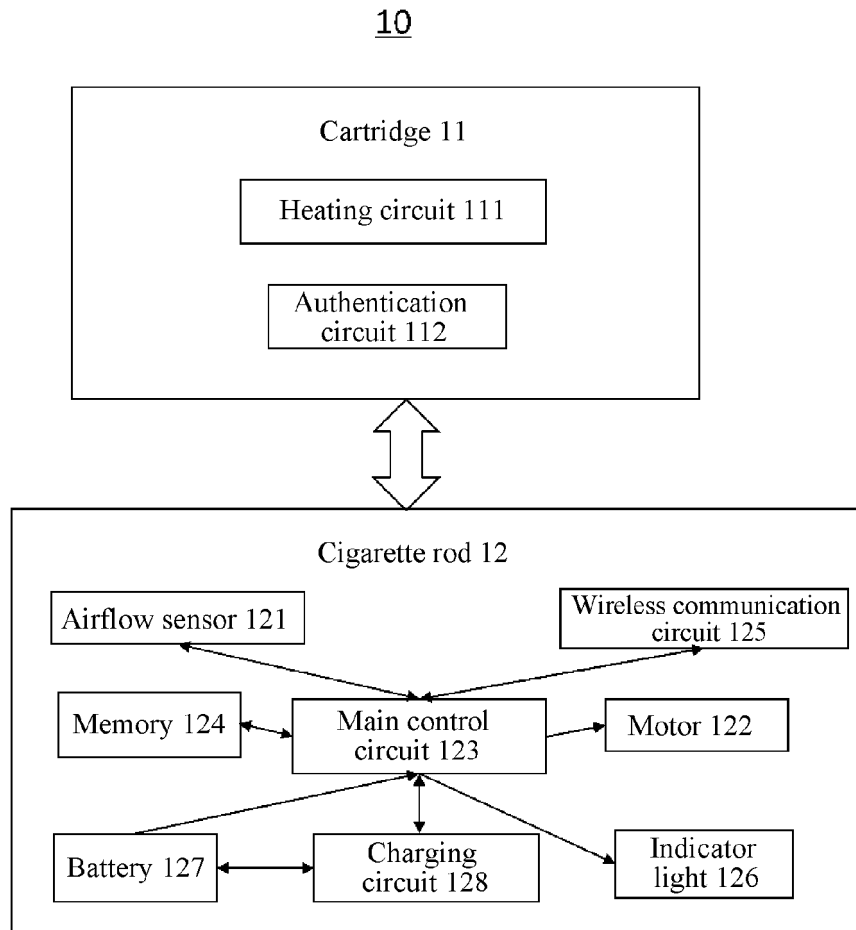 10
Cartridge 11
Heating circuit 111
Authentication
circuit 112
Cigarette rod 12
Airflow sensor 121
Wireless communication
circuit 125
Memory 124
Main control
circuit 123
Motor 122
Battery 127
Charging
circuit 128
Indicator
light 126